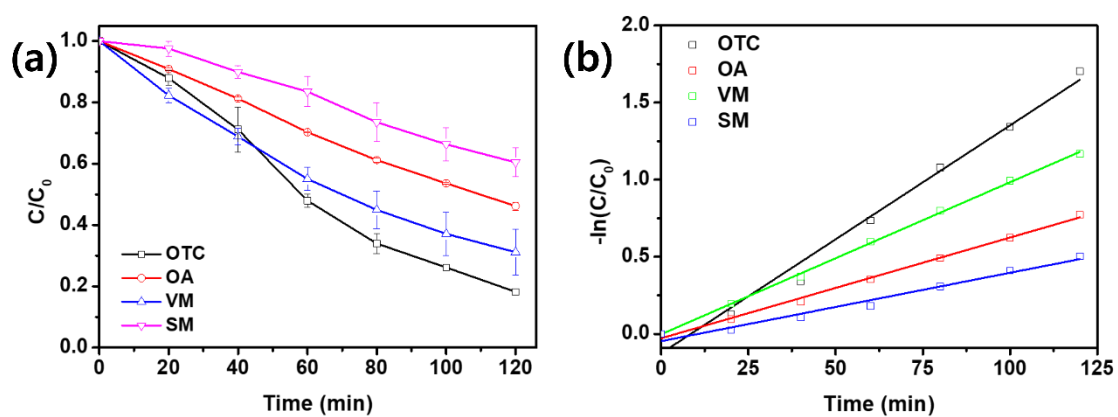 (a)
C/C0
1.0
0.8
0.6
0.4
0.2
0.0
OTC
OA
VM
SM
0 20 40 60 80 100 120
Time (min)
(b)
-ln(C/C0)
2.0
1.5
1.0
0.5
0.0
OTC
OA
VM
SM
0 25 50 75 100 125
Time (min)